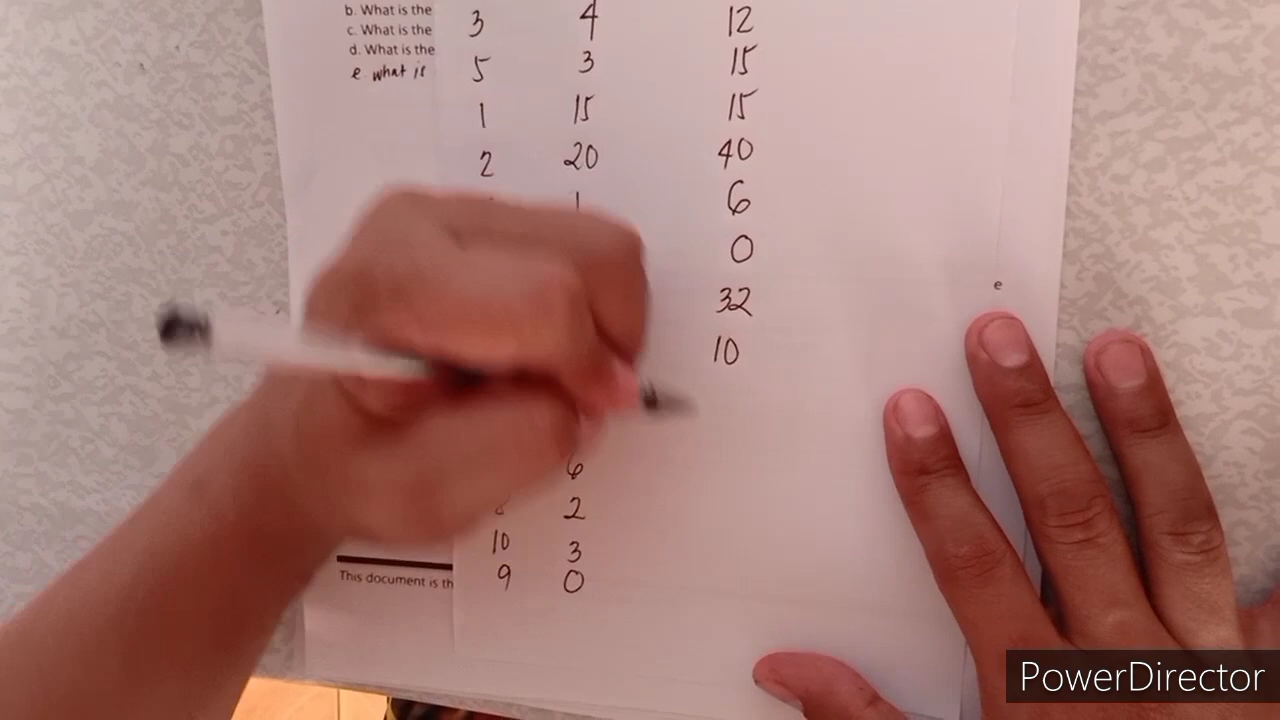 b. What is the
c. What is the
d. What is the
e. what is
3 4 12
5 3 15
1 15 15
2 20 40
1 6
0
32
10
6
2
10 3
9 0
e
This document is th
PowerDirector